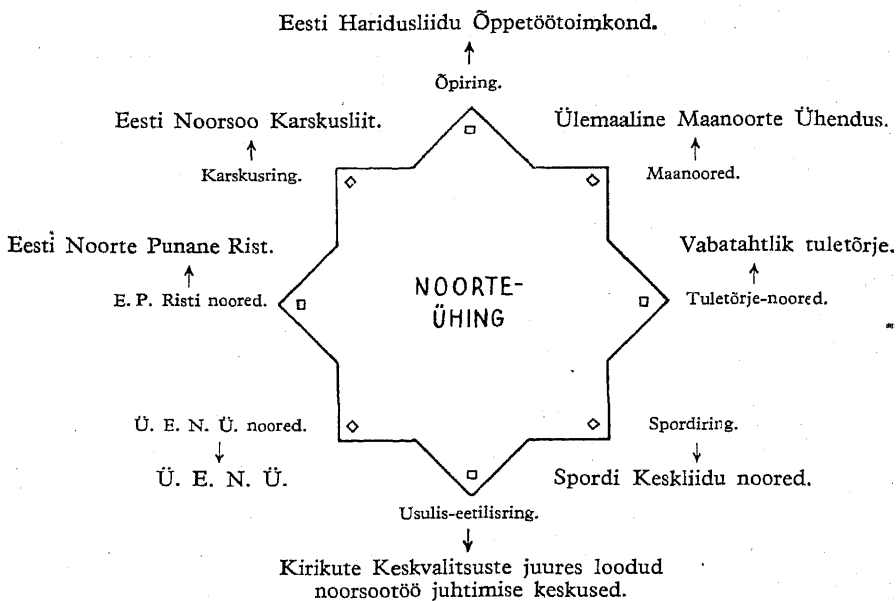 Eesti Haridusliidu Õppetöötoimkond.
Õpiring.
Eesti Noorsoo Karskusliit.
Karskusring.
Ülemaaline Maanoorte Ühendus.
Maanoored.
Eesti Noorte Punane Rist.
E. P. Risti noored.
NOORTE-
ÜHING
Vabatahtlik tuletõrje.
Tuletõrje-noored.
Ü. E. N. Ü. noored.
Ü. E. N. Ü.
Spordiring.
Spordi Keskliidu noored.
Usulis-eetilisring.
Kirikute Keskvalitsuste juures loodud
noorsootöö juhtimise keskused.